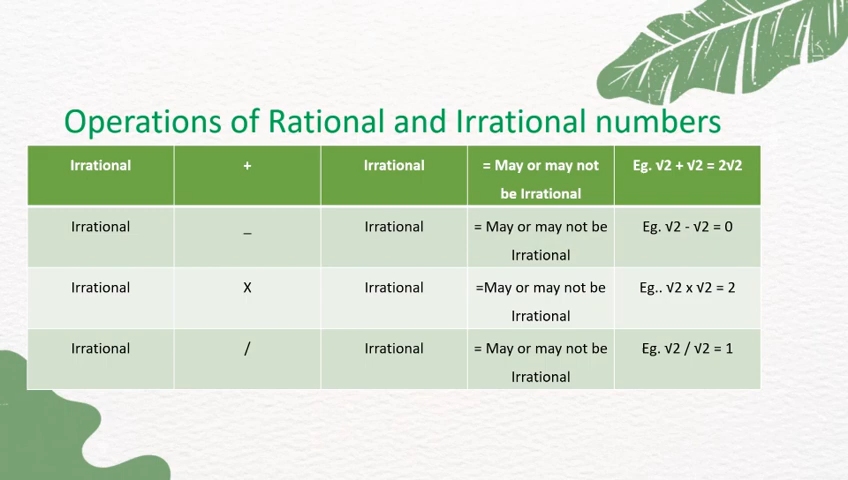 Operations of Rational and Irrational numbers
Irrational + Irrational = May or may not be Irrational Eg. √2 + √2 = 2√2
Irrational _ Irrational = May or may not be Irrational Eg. √2 - √2 = 0
Irrational X Irrational =May or may not be Irrational Eg.. √2 x √2 = 2
Irrational / Irrational = May or may not be Irrational Eg. √2 / √2 = 1